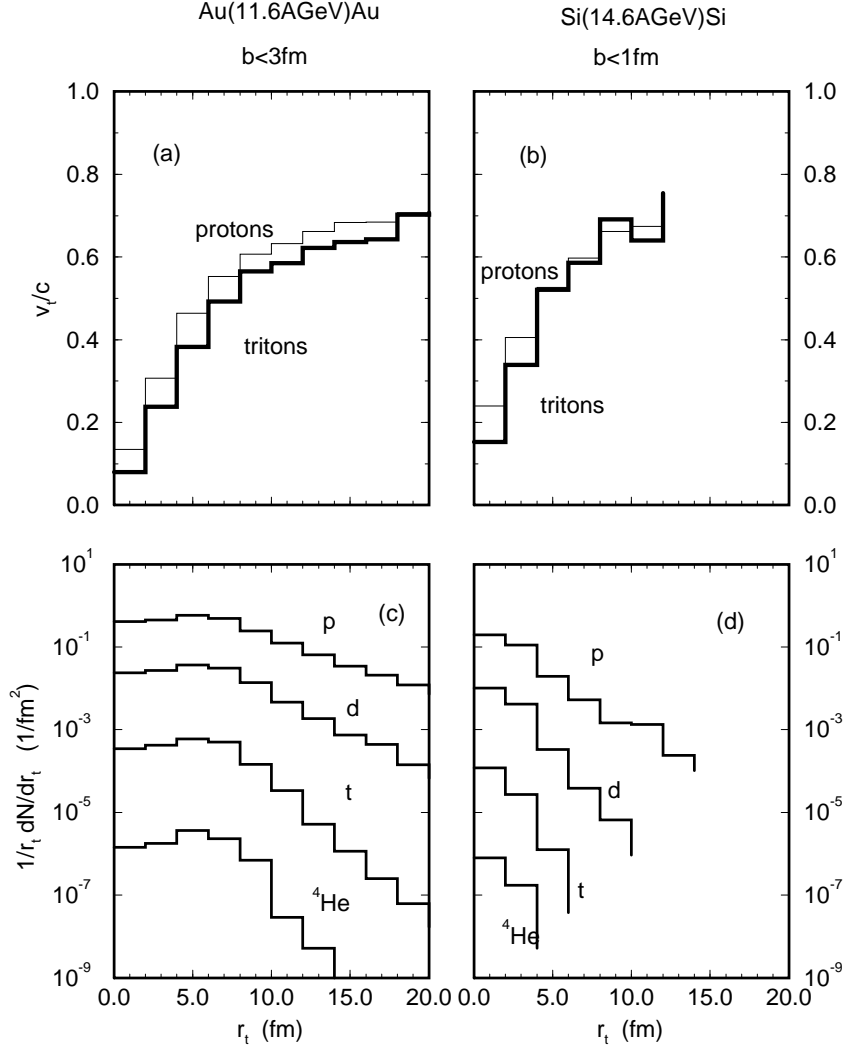 Au(11.6AGeV)Au Si(14.6AGeV)Si
b<3fm b<1fm
1.0 1.0
(a) (b)
0.8 0.8
protons
0.6 0.6
protons
v_t/c
0.4 0.4
tritons
tritons
0.2 0.2
0.0 0.0
10^1 10^1
(c) (d)
p p
10^-1 10^-1
d
10^-3 10^-3
1/r_t dN/dr_t (1/fm^2)
t d
10^-5 10^-5
10^-7 10^-7
^4He t
^4He
10^-9 10^-9
0.0 5.0 10.0 15.0 20.0 0.0 5.0 10.0 15.0 20.0
r_t (fm) r_t (fm)